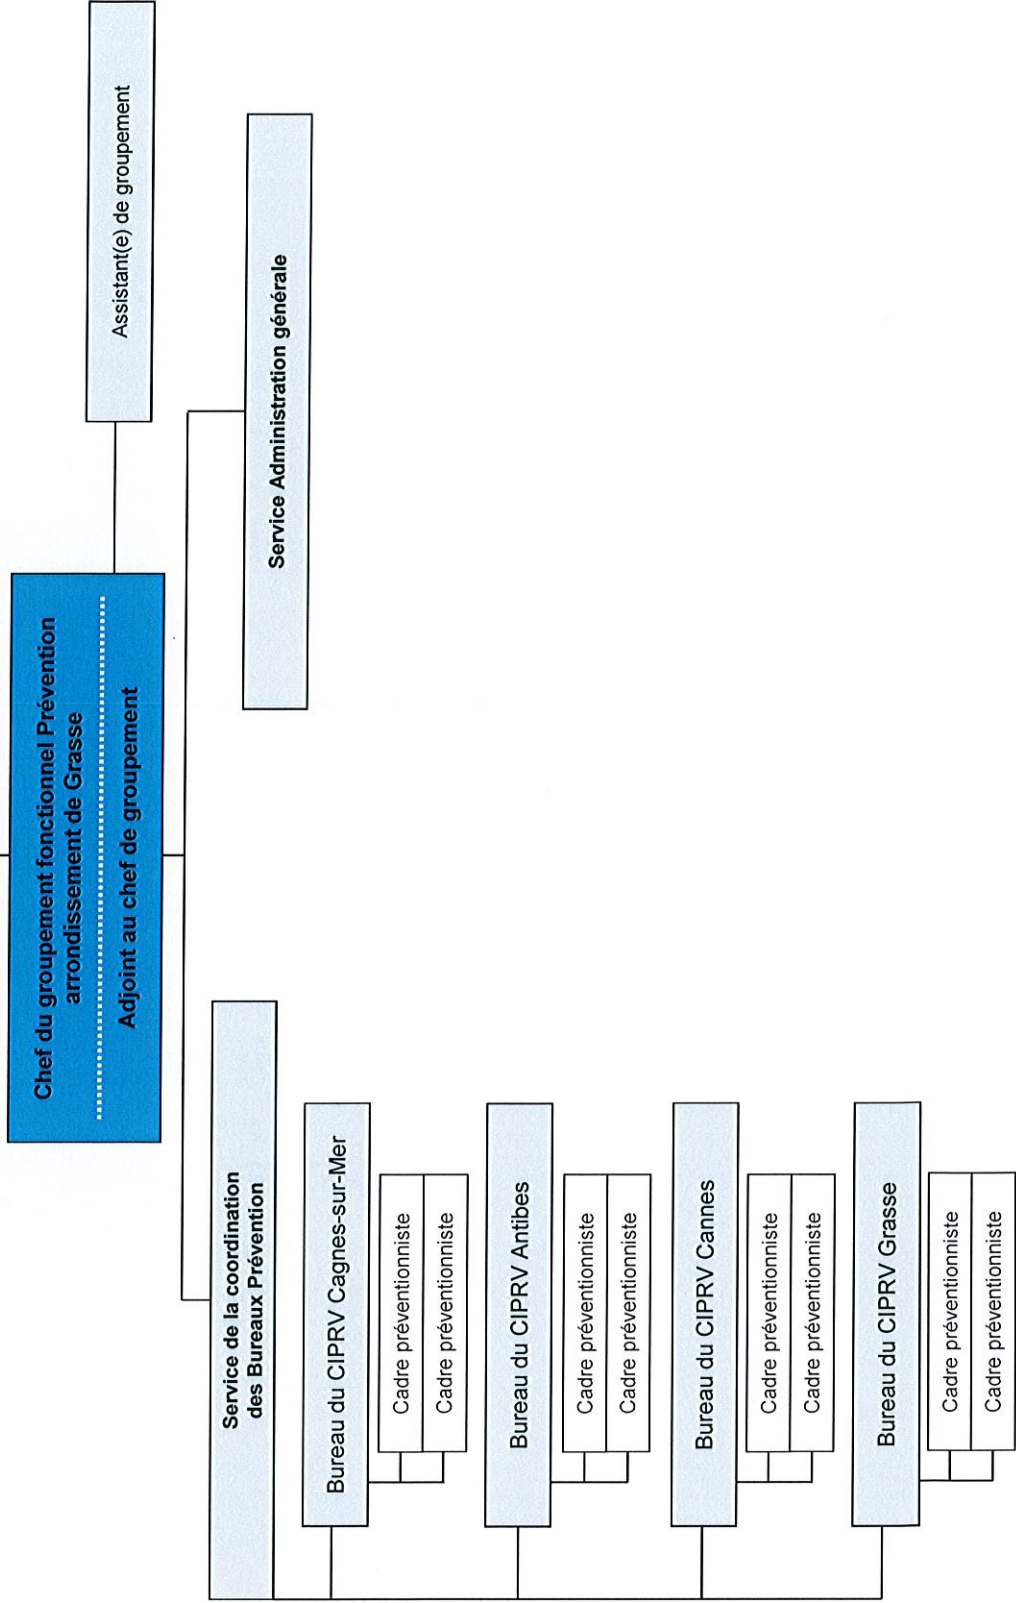 Chef du groupement fonctionnel Prévention
arrondissement de Grasse
Adjoint au chef de groupement
Assistant(e) de groupement
Service de la coordination
des Bureaux Prévention
Service Administration générale
Bureau du CIPRV Cagnes-sur-Mer
Cadre préventionniste
Cadre préventionniste
Bureau du CIPRV Antibes
Cadre préventionniste
Cadre préventionniste
Bureau du CIPRV Cannes
Cadre préventionniste
Cadre préventionniste
Bureau du CIPRV Grasse
Cadre préventionniste
Cadre préventionniste